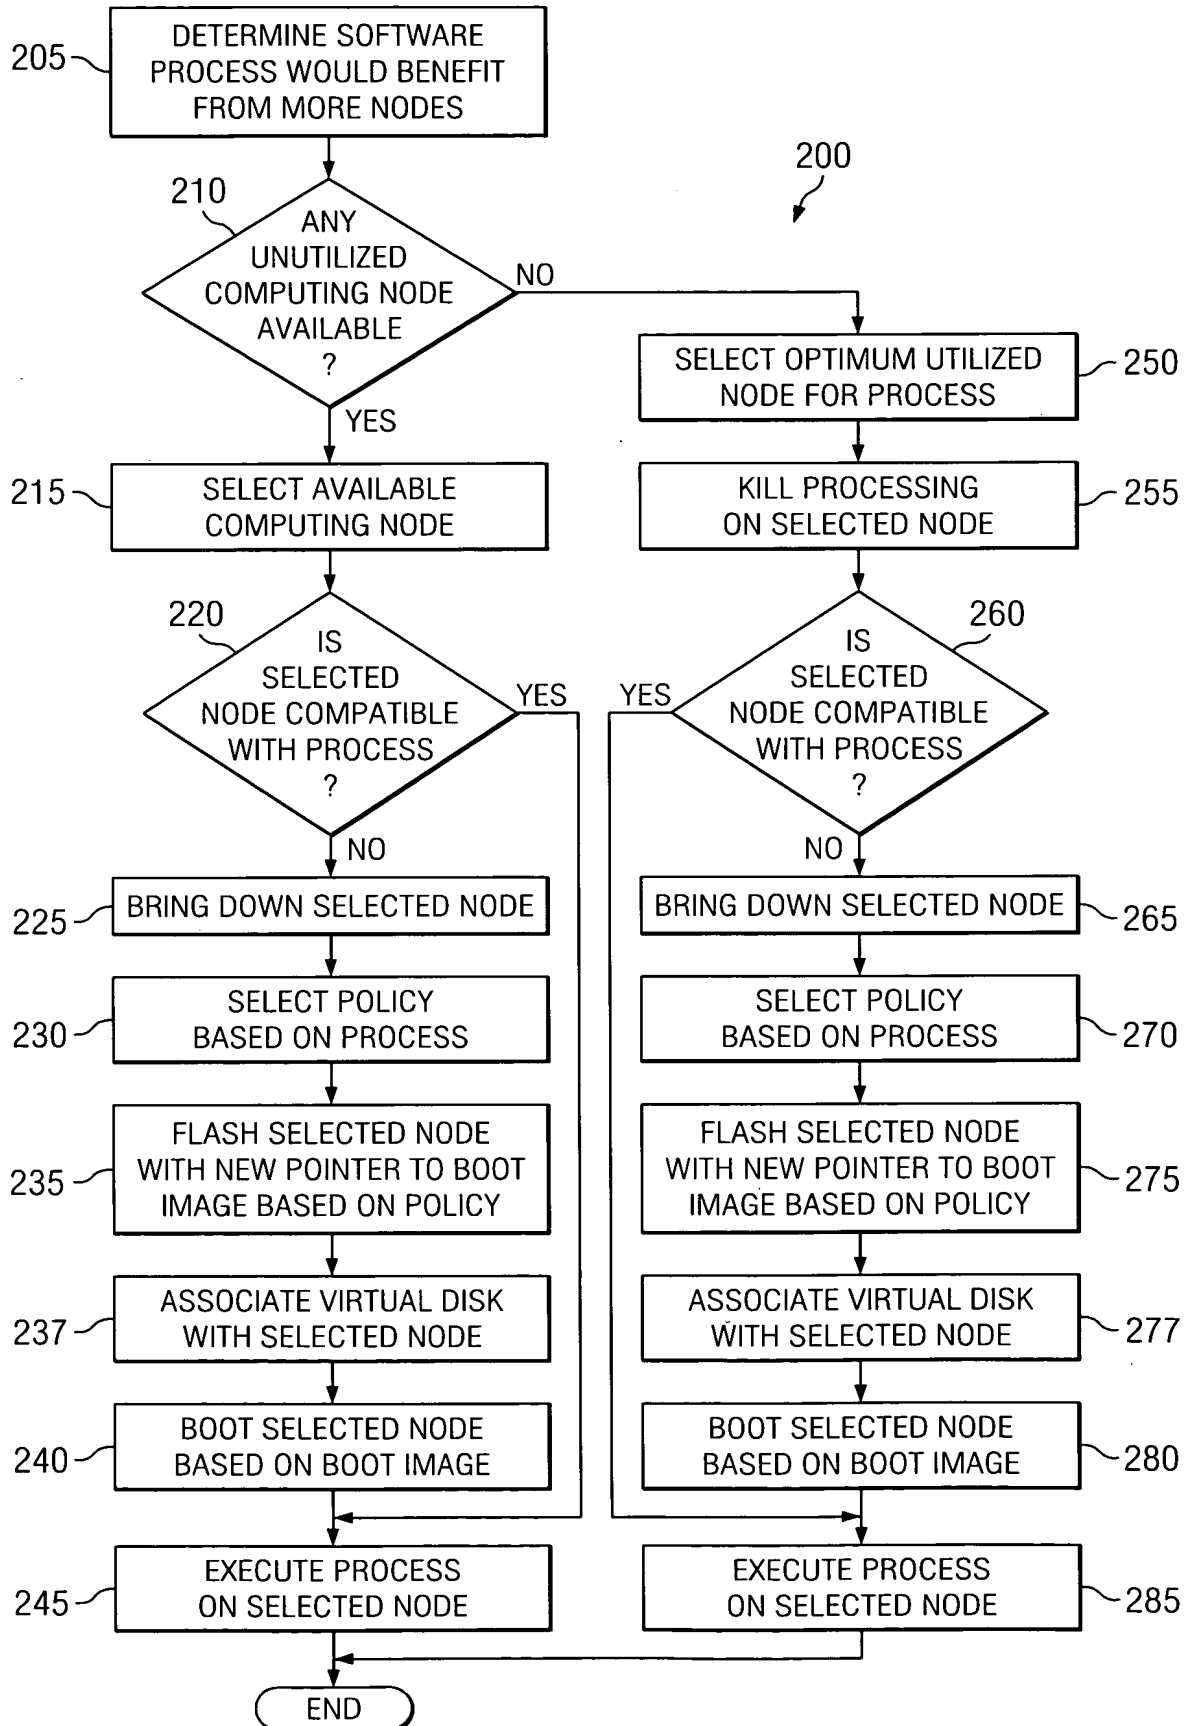 205
DETERMINE SOFTWARE
PROCESS WOULD BENEFIT
FROM MORE NODES
200
210
ANY
UNUTILIZED
COMPUTING NODE
AVAILABLE
?
NO
YES
SELECT OPTIMUM UTILIZED
NODE FOR PROCESS
250
215
SELECT AVAILABLE
COMPUTING NODE
KILL PROCESSING
ON SELECTED NODE
255
220
IS
SELECTED
NODE COMPATIBLE
WITH PROCESS
?
YES
NO
260
IS
SELECTED
NODE COMPATIBLE
WITH PROCESS
?
YES
NO
225
BRING DOWN SELECTED NODE
BRING DOWN SELECTED NODE
265
230
SELECT POLICY
BASED ON PROCESS
SELECT POLICY
BASED ON PROCESS
270
235
FLASH SELECTED NODE
WITH NEW POINTER TO BOOT
IMAGE BASED ON POLICY
FLASH SELECTED NODE
WITH NEW POINTER TO BOOT
IMAGE BASED ON POLICY
275
237
ASSOCIATE VIRTUAL DISK
WITH SELECTED NODE
ASSOCIATE VIRTUAL DISK
WITH SELECTED NODE
277
240
BOOT SELECTED NODE
BASED ON BOOT IMAGE
BOOT SELECTED NODE
BASED ON BOOT IMAGE
280
245
EXECUTE PROCESS
ON SELECTED NODE
EXECUTE PROCESS
ON SELECTED NODE
285
END